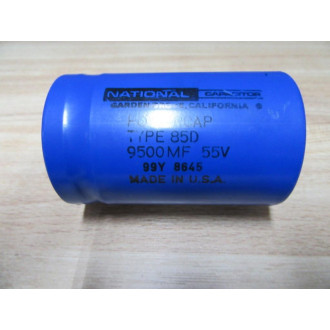 NATIONAL CAPACITOR
GARDEN CALIFORNIA ®
CAP
TYPE 85D
9500MF 55V
99Y 8645
MADE IN U.S.A.